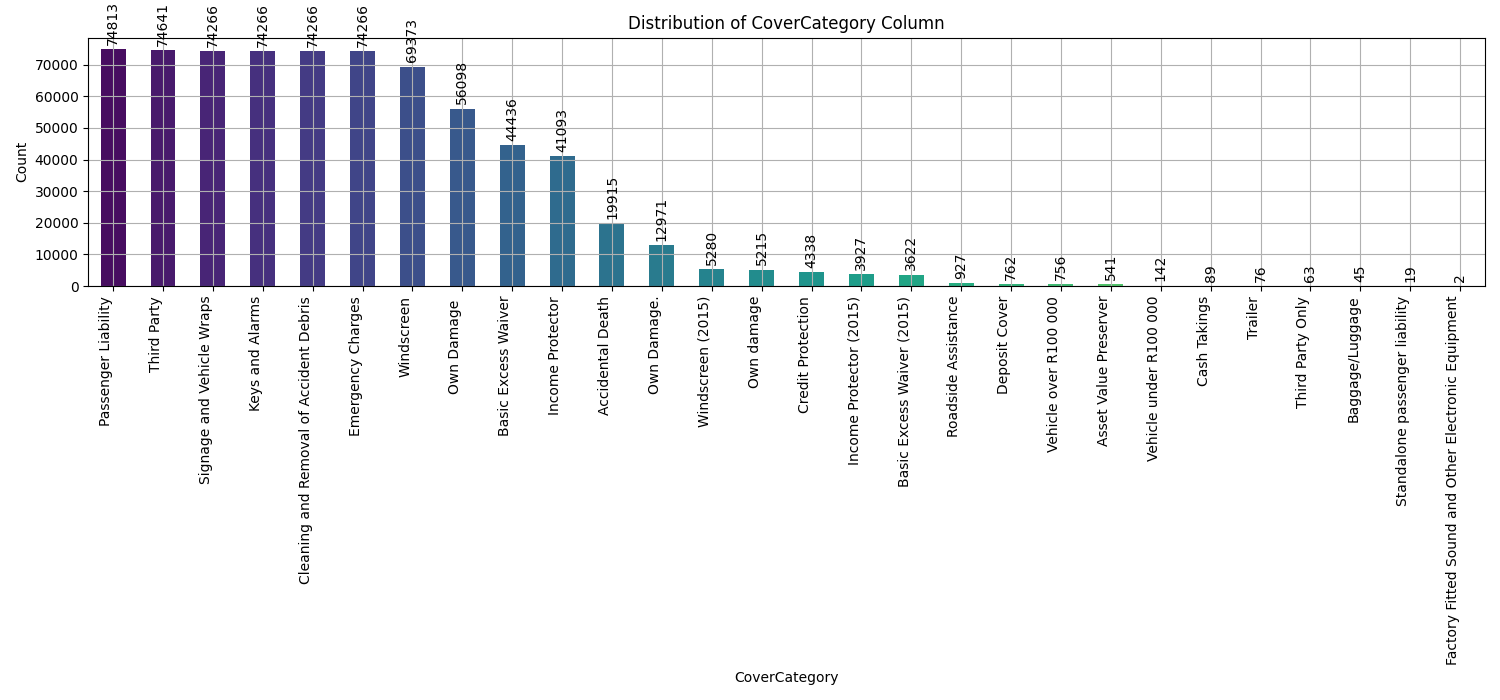 Distribution of CoverCategory Column
74813
74641
74266
74266
74266
74266
69373
56098
44436
41093
19915
12971
5280
5215
4338
3927
3622
927
762
756
541
142
89
76
63
45
19
2
Count
70000
60000
50000
40000
30000
20000
10000
0
Passenger Liability
Third Party
Signage and Vehicle Wraps
Keys and Alarms
Cleaning and Removal of Accident Debris
Emergency Charges
Windscreen
Own Damage
Basic Excess Waiver
Income Protector
Accidental Death
Own Damage.
Windscreen (2015)
Own damage
Credit Protection
Income Protector (2015)
Basic Excess Waiver (2015)
Roadside Assistance
Deposit Cover
Vehicle over R100 000
Asset Value Preserver
Vehicle under R100 000
Cash Takings
Trailer
Third Party Only
Baggage/Luggage
Standalone passenger liability
Factory Fitted Sound and Other Electronic Equipment
CoverCategory